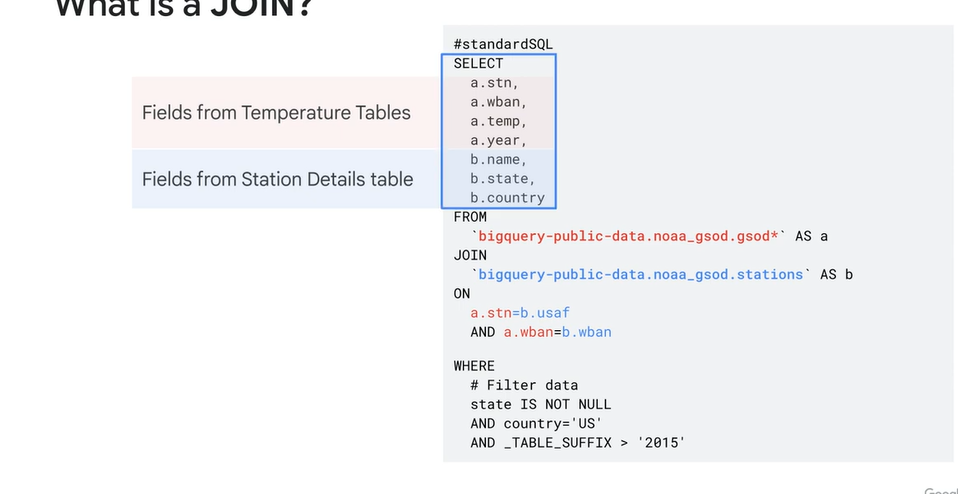 What is a JOIN?
#standardSQL
SELECT
a.stn,
a.wban,
a.temp,
a.year,
b.name,
b.state,
b.country
Fields from Temperature Tables
Fields from Station Details table
FROM
`bigquery-public-data.noaa_gsod.gsod*` AS a
JOIN
`bigquery-public-data.noaa_gsod.stations` AS b
ON
a.stn=b.usaf
AND a.wban=b.wban
WHERE
# Filter data
state IS NOT NULL
AND country='US'
AND _TABLE_SUFFIX > '2015'